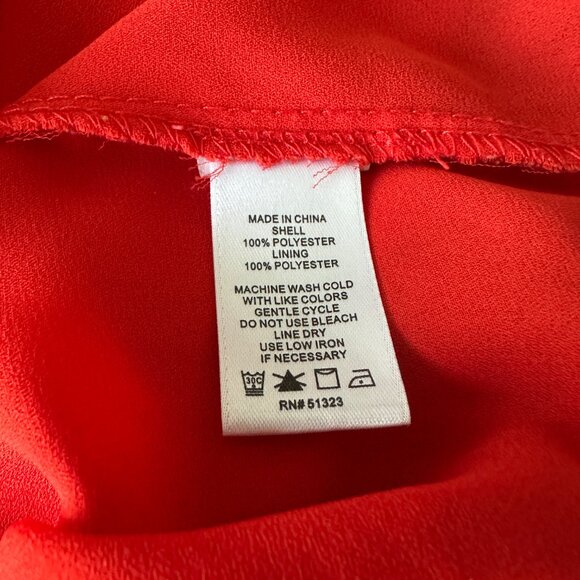 MADE IN CHINA
SHELL
100% POLYESTER
LINING
100% POLYESTER
MACHINE WASH COLD
WITH LIKE COLORS
GENTLE CYCLE
DO NOT USE BLEACH
LINE DRY
USE LOW IRON
IF NECESSARY
30C
RN# 51323